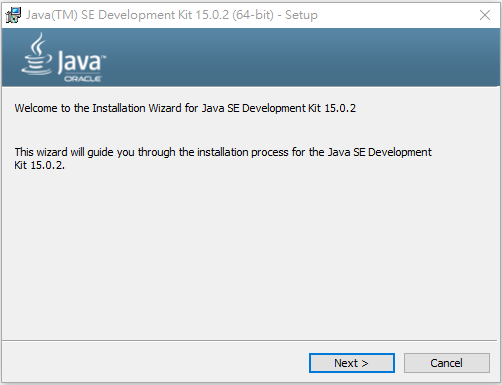 Java(TM) SE Development Kit 15.0.2 (64-bit) - Setup
Java
ORACLE
Welcome to the Installation Wizard for Java SE Development Kit 15.0.2
This wizard will guide you through the installation process for the Java SE Development
Kit 15.0.2.
Next >
Cancel